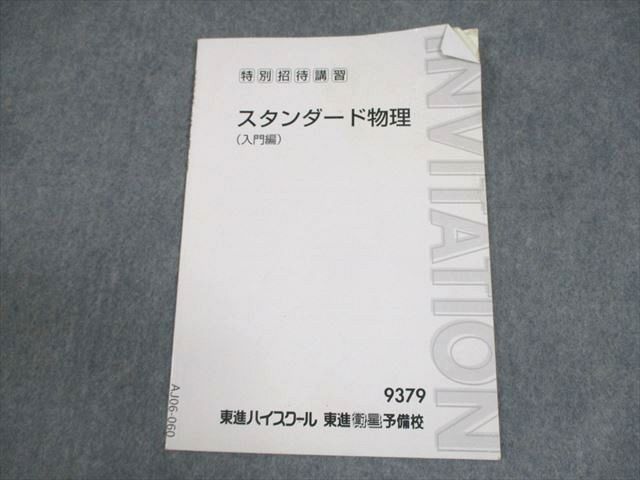 特別招待講習
スタンダード物理
(入門編)
INVITATION
9379
東進ハイスクール 東進衛星予備校
AJ06-060